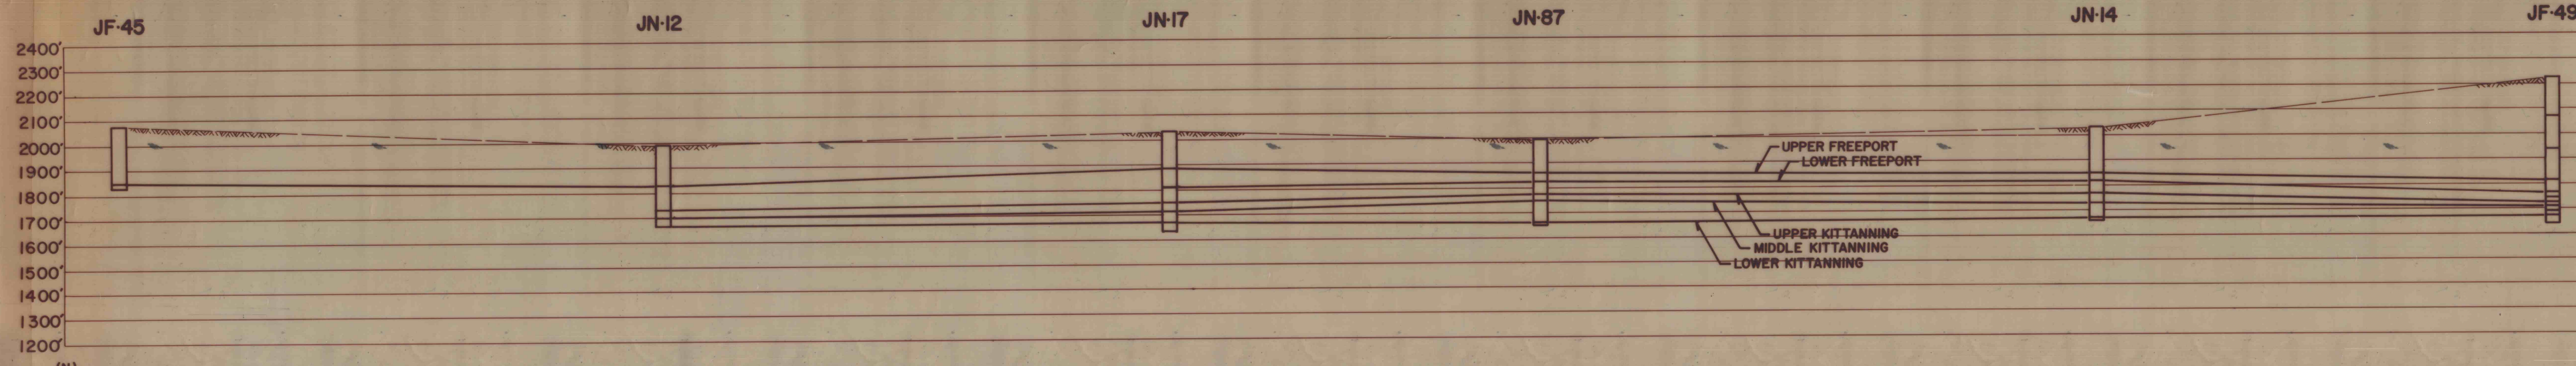 JF-45 JN-12 JN-17 JN-87 JN-14 JF-49
2400'
2300'
2200'
2100'
2000'
1900'
1800'
1700'
1600'
1500'
1400'
1300'
1200'
UPPER FREEPORT
LOWER FREEPORT
UPPER KITTANNING
MIDDLE KITTANNING
LOWER KITTANNING